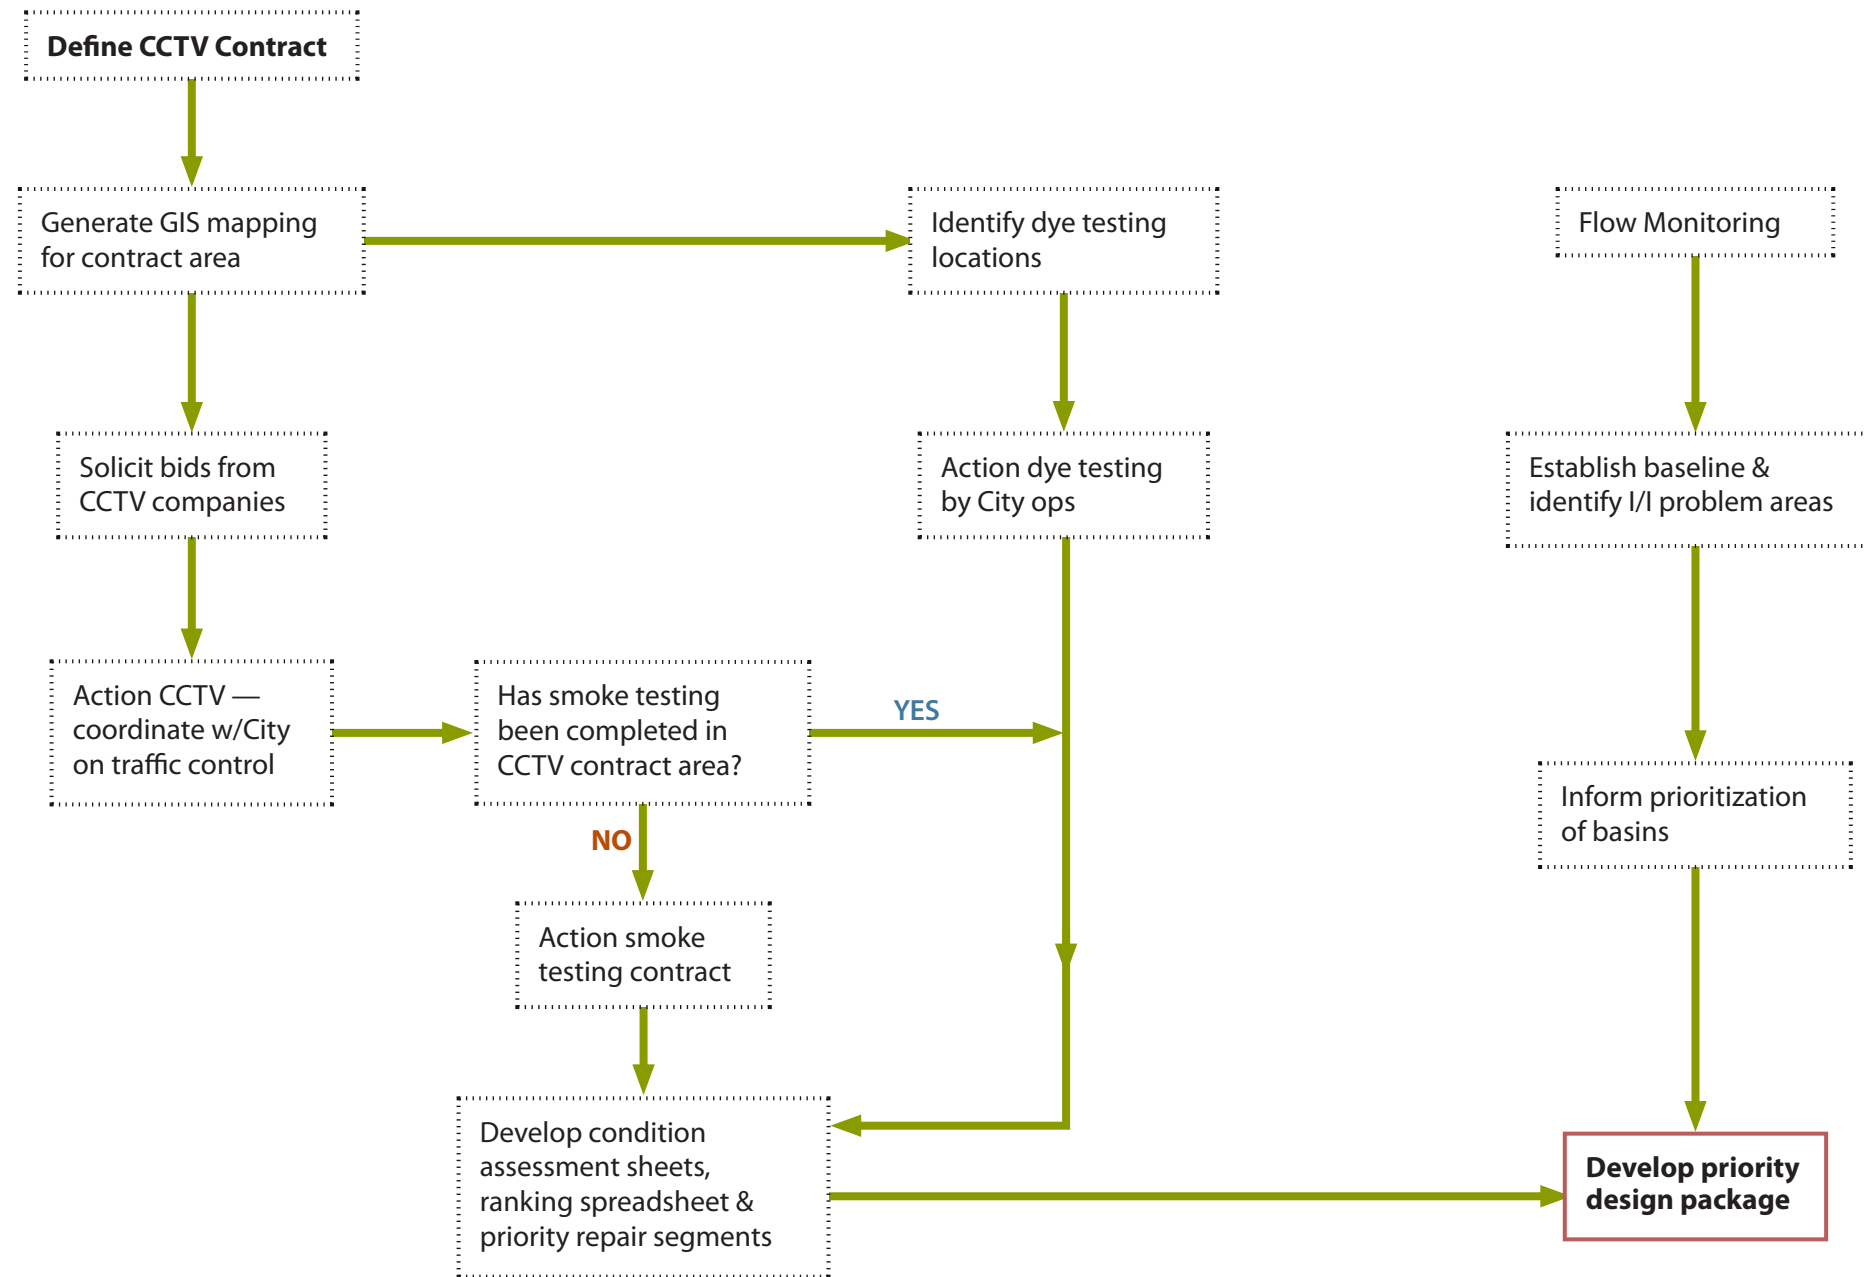 Define CCTV Contract
Generate GIS mapping
for contract area
Identify dye testing
locations
Flow Monitoring
Solicit bids from
CCTV companies
Action dye testing
by City ops
Establish baseline &
identify I/I problem areas
Action CCTV —
coordinate w/City
on traffic control
Has smoke testing
been completed in
CCTV contract area?
YES
NO
Inform prioritization
of basins
Action smoke
testing contract
Develop condition
assessment sheets,
ranking spreadsheet &
priority repair segments
Develop priority
design package